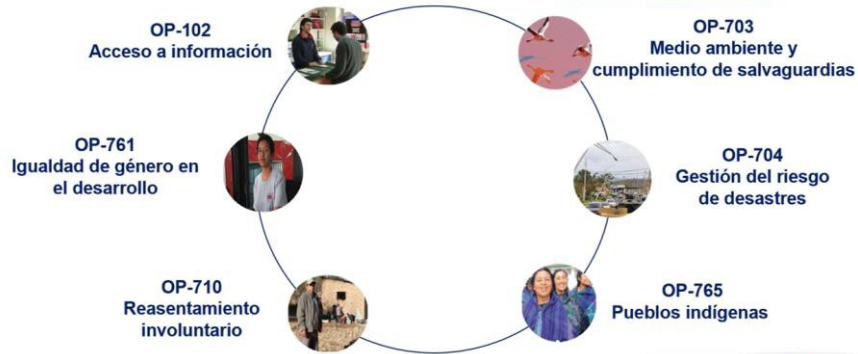 OP-102
Acceso a información
OP-703
Medio ambiente y
cumplimiento de salvaguardias
OP-761
Igualdad de género en
el desarrollo
OP-704
Gestión del riesgo
de desastres
OP-710
Reasentamiento
involuntario
OP-765
Pueblos indígenas